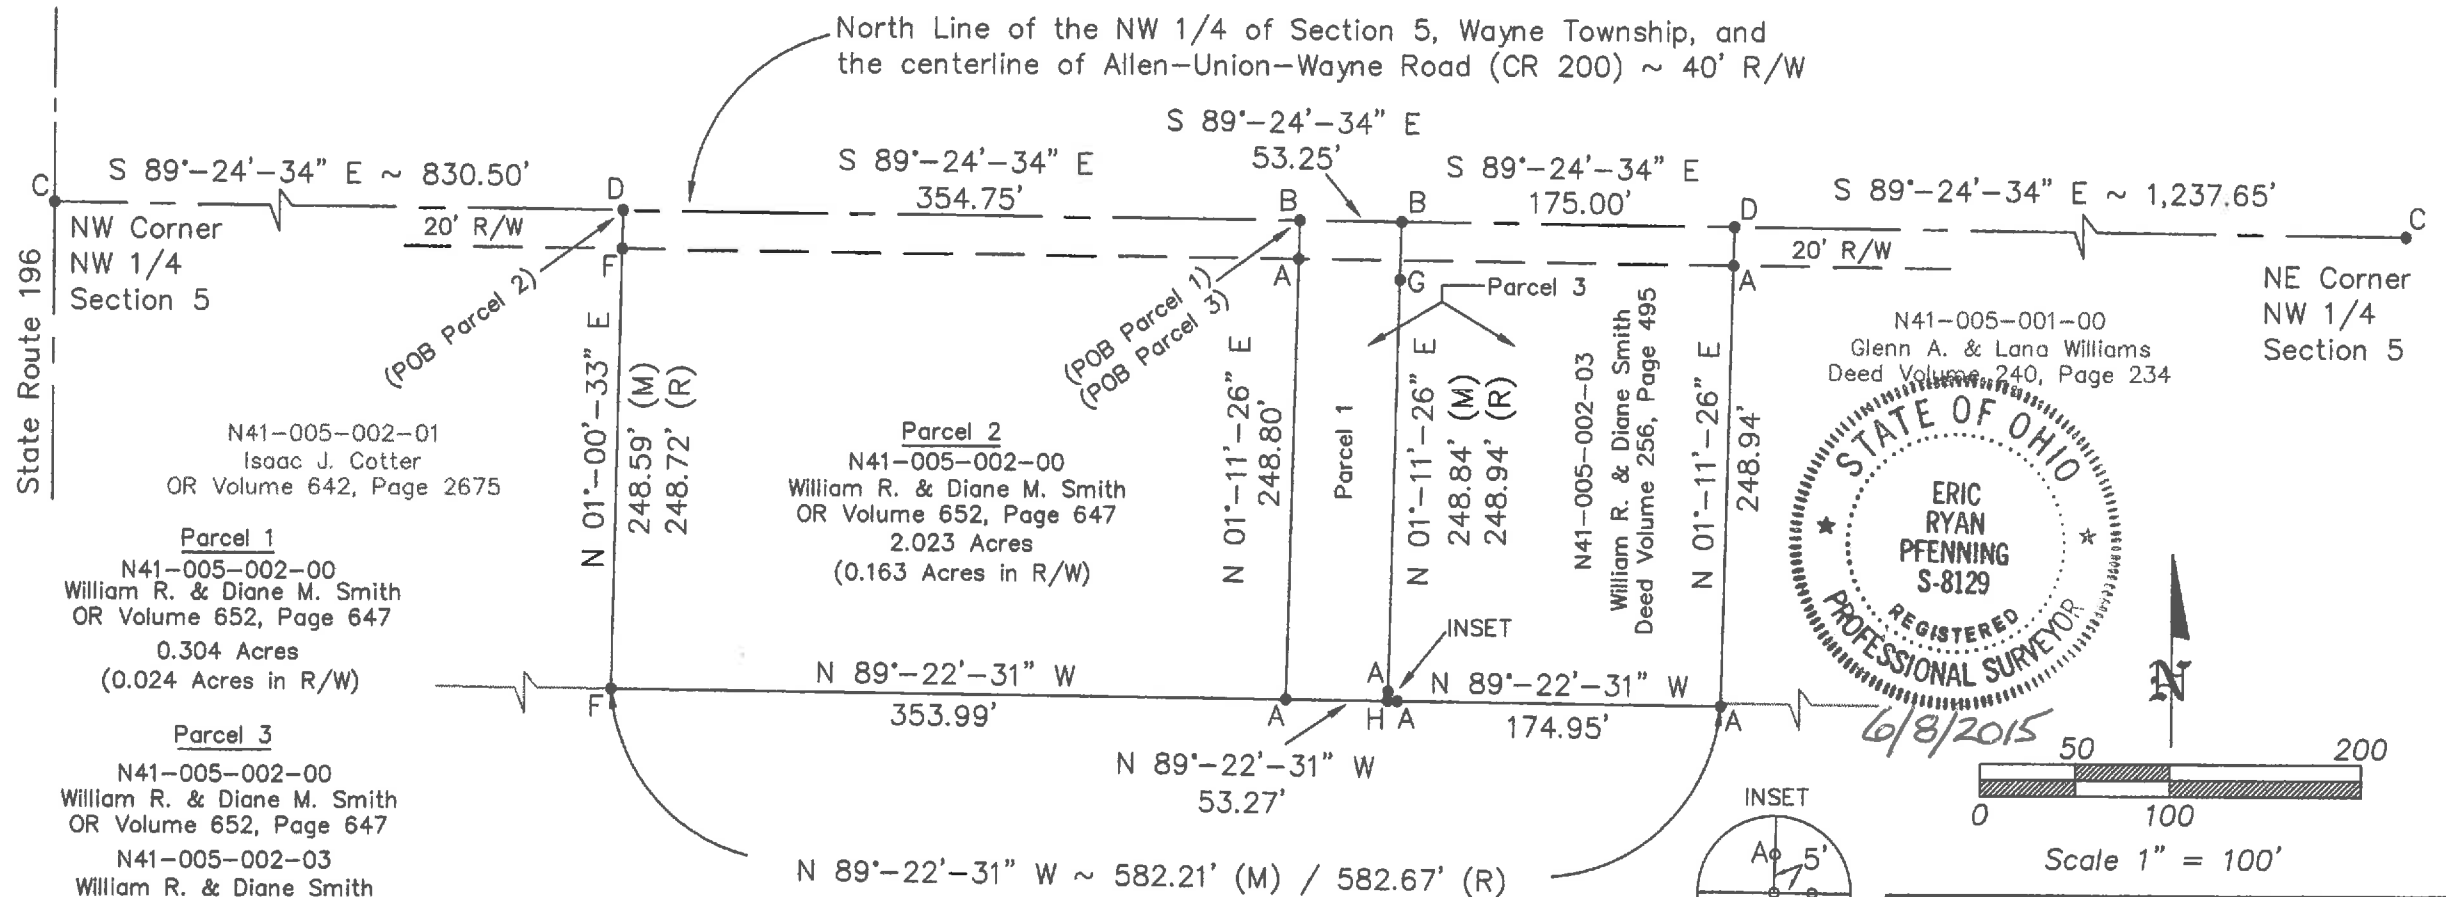 North Line of the NW 1/4 of Section 5, Wayne Township, and
the centerline of Allen-Union-Wayne Road (CR 200) ~ 40' R/W
S 89°-24'-34" E ~ 830.50'
S 89°-24'-34" E
354.75'
S 89°-24'-34" E
53.25'
S 89°-24'-34" E
175.00'
S 89°-24'-34" E ~ 1,237.65'
C
D
B
B
D
C
NW Corner
NW 1/4
Section 5
20' R/W
20' R/W
NE Corner
NW 1/4
Section 5
F
A
G
A
State Route 196
(POB Parcel 2)
(POB Parcel 1)
(POB Parcel 3)
Parcel 3
N 01°-00'-33" E
248.59' (M)
248.72' (R)
N 01°-11'-26" E
248.80'
Parcel 1
N 01°-11'-26" E
248.84' (M)
248.94' (R)
N41-005-002-03
William R. & Diane Smith
Deed Volume 256, Page 495
N 01°-11'-26" E
248.94'
N41-005-001-00
Glenn A. & Lana Williams
Deed Volume 240, Page 234
N41-005-002-01
Isaac J. Cotter
OR Volume 642, Page 2675
Parcel 2
N41-005-002-00
William R. & Diane M. Smith
OR Volume 652, Page 647
2.023 Acres
(0.163 Acres in R/W)
Parcel 1
N41-005-002-00
William R. & Diane M. Smith
OR Volume 652, Page 647
0.304 Acres
(0.024 Acres in R/W)
Parcel 3
N41-005-002-00
William R. & Diane M. Smith
OR Volume 652, Page 647
N41-005-002-03
William R. & Diane Smith
STATE OF OHIO
ERIC
RYAN
PFENNING
S-8129
REGISTERED
PROFESSIONAL SURVEYOR
6/8/2015
N
INSET
F
N 89°-22'-31" W
353.99'
A
A
H A
N 89°-22'-31" W
174.95'
A
N 89°-22'-31" W
53.27'
N 89°-22'-31" W ~ 582.21' (M) / 582.67' (R)
INSET
A
5'
50
200
0
100
Scale 1" = 100'